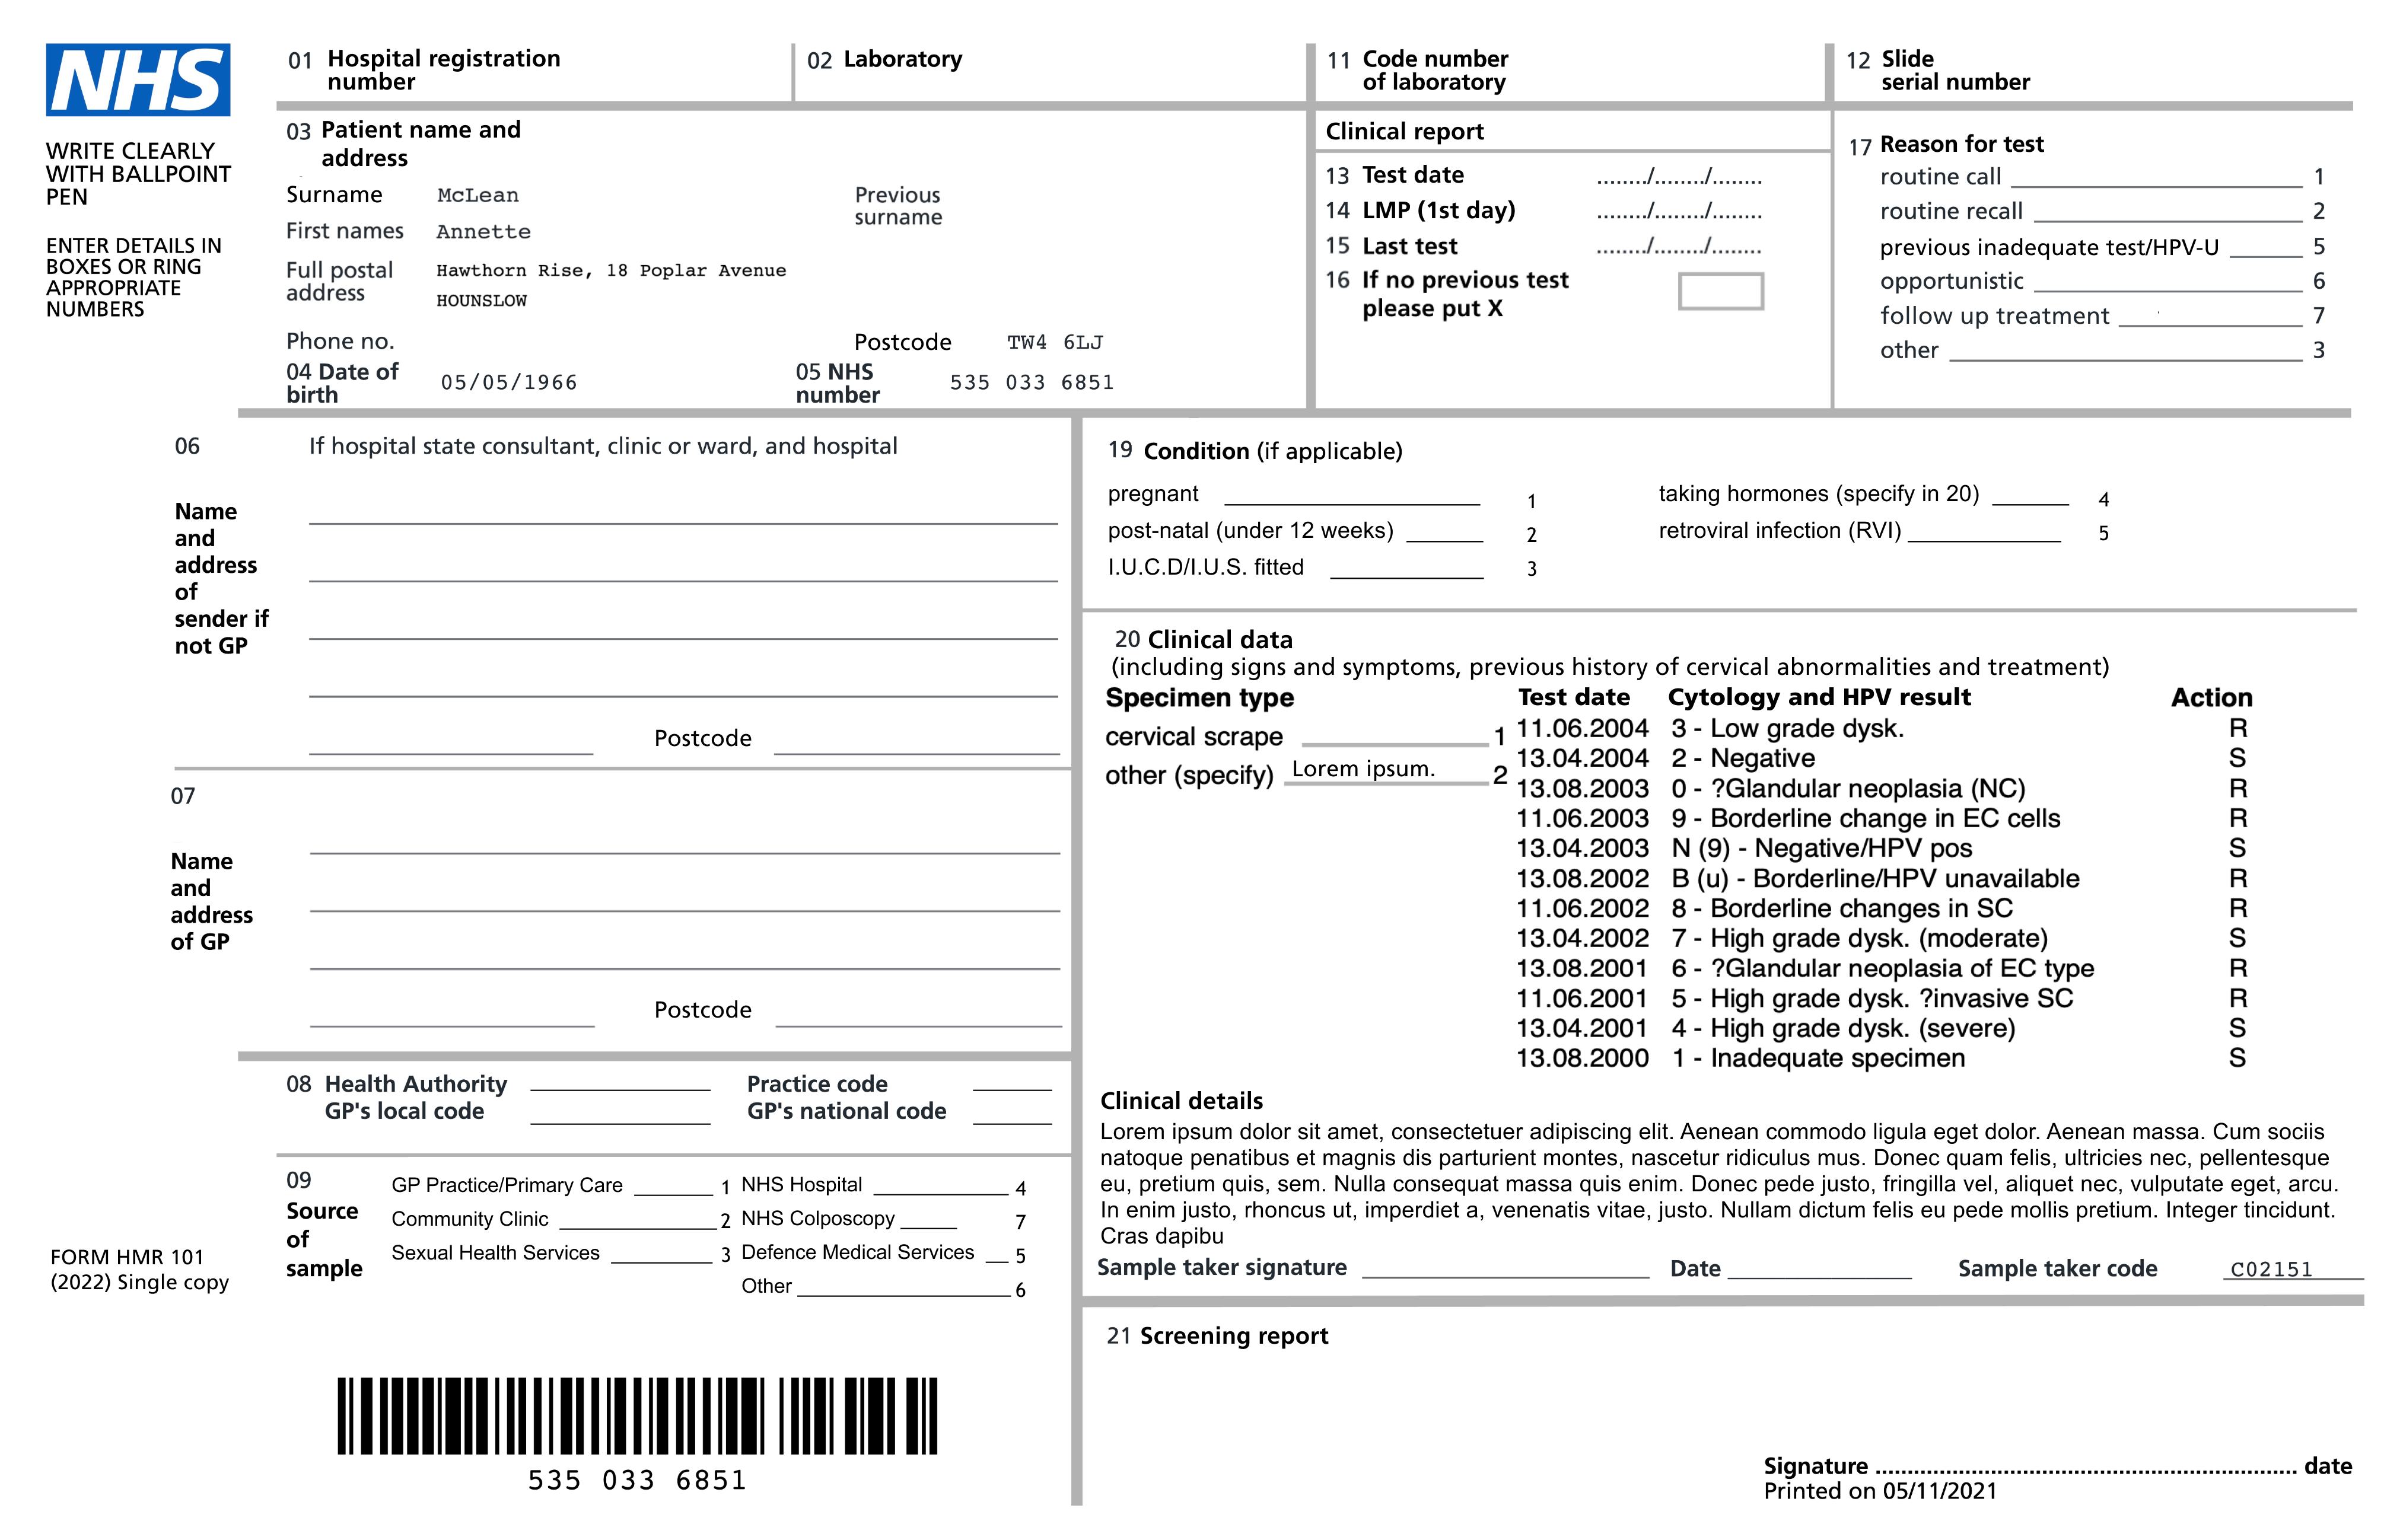 NHS
WRITE CLEARLY
WITH BALLPOINT
PEN
ENTER DETAILS IN
BOXES OR RING
APPROPRIATE
NUMBERS
01 Hospital registration
number
02 Laboratory
11 Code number
of laboratory
12 Slide
serial number
03 Patient name and
address
Surname McLean
Previous
surname
First names Annette
Full postal
address
Hawthorn Rise, 18 Poplar Avenue
HOUNSLOW
Phone no.
Postcode TW4 6LJ
04 Date of
birth
05/05/1966
05 NHS
number
535 033 6851
Clinical report
13 Test date ......../......../........
14 LMP (1st day) ......../......../........
15 Last test ......../......../........
16 If no previous test
please put X
17 Reason for test
routine call 1
routine recall 2
previous inadequate test/HPV-U 5
opportunistic 6
follow up treatment 7
other 3
06 If hospital state consultant, clinic or ward, and hospital
Name
and
address
of
sender if
not GP
Postcode
07
Name
and
address
of GP
Postcode
08 Health Authority
GP's local code
Practice code
GP's national code
09
Source
of
sample
GP Practice/Primary Care 1
Community Clinic 2
Sexual Health Services 3
NHS Hospital 4
NHS Colposcopy 7
Defence Medical Services 5
Other 6
FORM HMR 101
(2022) Single copy
535 033 6851
19 Condition (if applicable)
pregnant 1
post-natal (under 12 weeks) 2
I.U.C.D/I.U.S. fitted 3
taking hormones (specify in 20) 4
retroviral infection (RVI) 5
20 Clinical data
(including signs and symptoms, previous history of cervical abnormalities and treatment)
Specimen type
cervical scrape 1
other (specify) Lorem ipsum. 2
Test date Cytology and HPV result Action
11.06.2004 3 - Low grade dysk. R
13.04.2004 2 - Negative S
13.08.2003 0 - ?Glandular neoplasia (NC) R
11.06.2003 9 - Borderline change in EC cells R
13.04.2003 N (9) - Negative/HPV pos S
13.08.2002 B (u) - Borderline/HPV unavailable R
11.06.2002 8 - Borderline changes in SC R
13.04.2002 7 - High grade dysk. (moderate) S
13.08.2001 6 - ?Glandular neoplasia of EC type R
11.06.2001 5 - High grade dysk. ?invasive SC R
13.04.2001 4 - High grade dysk. (severe) S
13.08.2000 1 - Inadequate specimen S
Clinical details
Lorem ipsum dolor sit amet, consectetuer adipiscing elit. Aenean commodo ligula eget dolor. Aenean massa. Cum sociis
natoque penatibus et magnis dis parturient montes, nascetur ridiculus mus. Donec quam felis, ultricies nec, pellentesque
eu, pretium quis, sem. Nulla consequat massa quis enim. Donec pede justo, fringilla vel, aliquet nec, vulputate eget, arcu.
In enim justo, rhoncus ut, imperdiet a, venenatis vitae, justo. Nullam dictum felis eu pede mollis pretium. Integer tincidunt.
Cras dapibu
Sample taker signature Date Sample taker code C02151
21 Screening report
Signature ................................................................ date
Printed on 05/11/2021